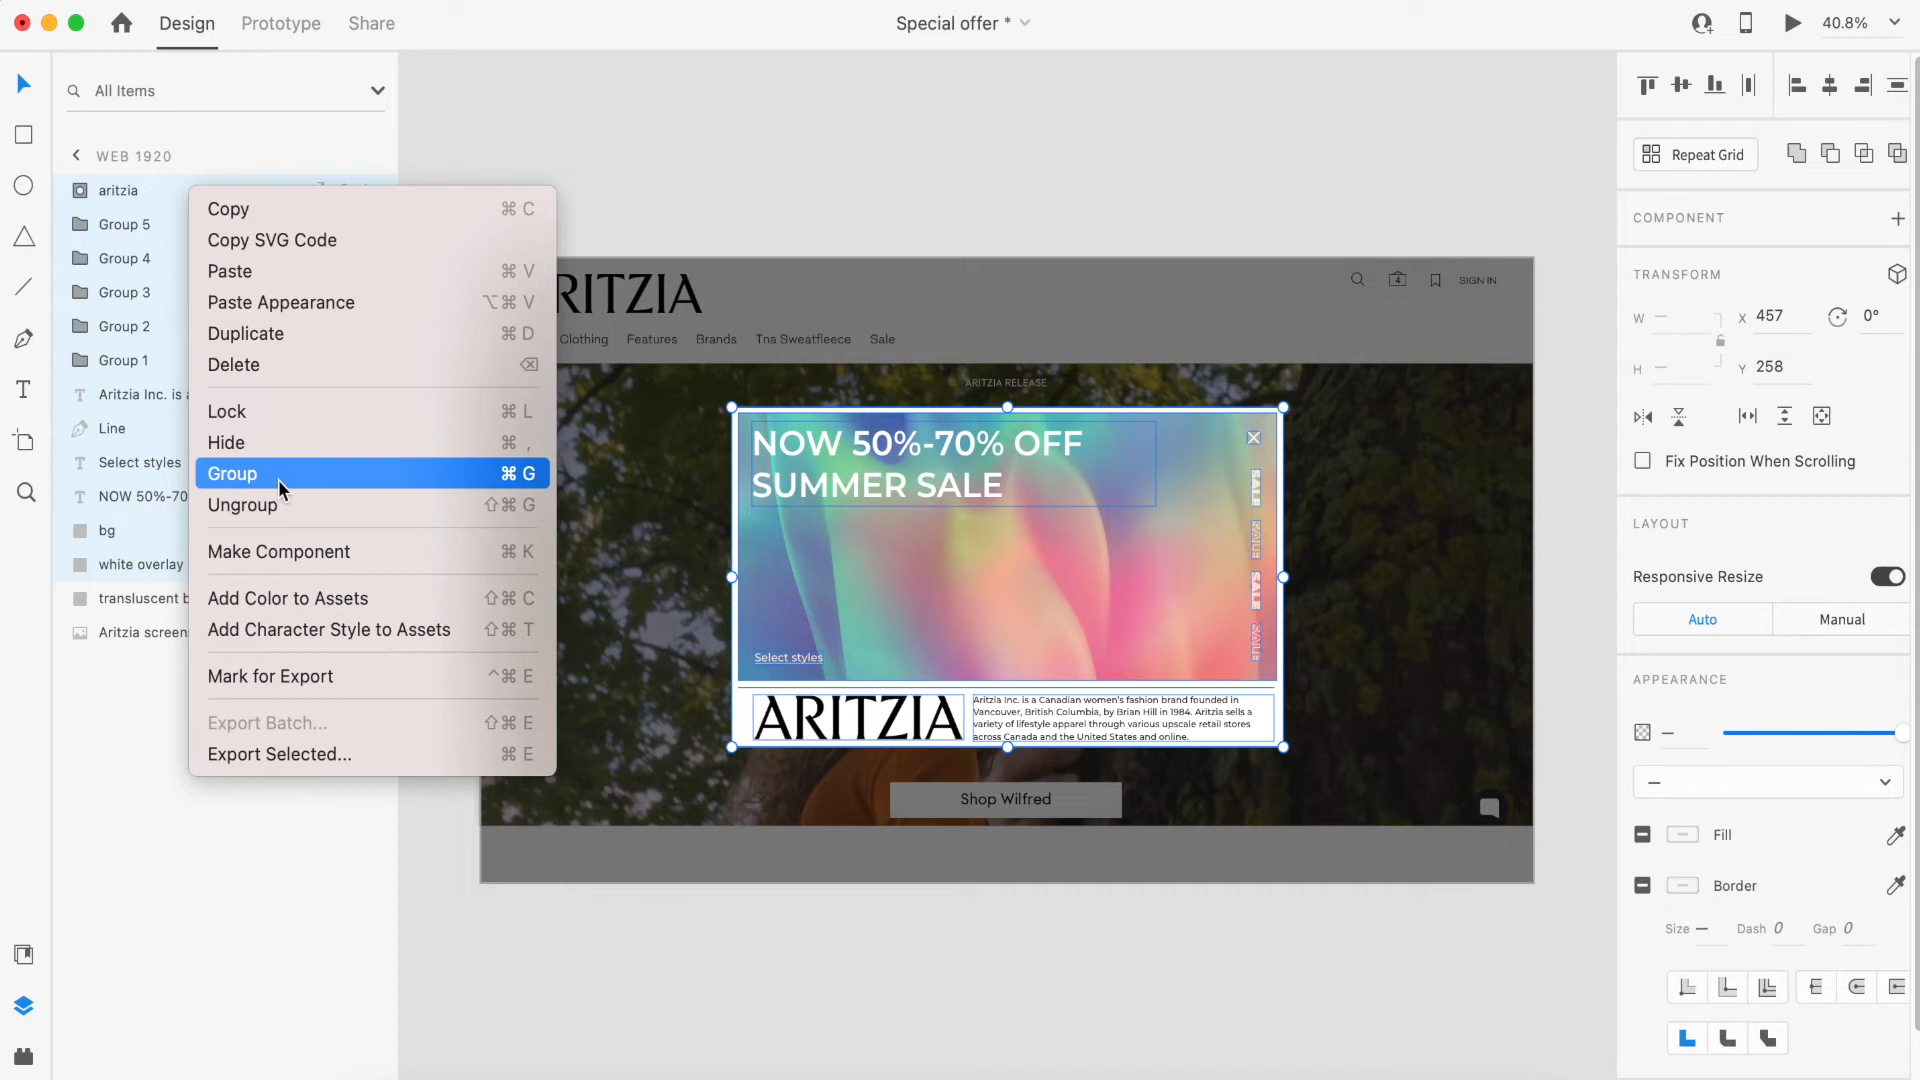 Design
Prototype
Share
Special offer *
40.8%
All Items
WEB 1920
aritzia
Group 5
Group 4
Group 3
Group 2
Group 1
Aritzia Inc. is a
Line
Select styles
NOW 50%-70
bg
white overlay
transluscent b
Aritzia screen
Copy ⌘ C
Copy SVG Code
Paste ⌘ V
Paste Appearance ⌥⌘ V
Duplicate ⌘ D
Delete ⌫
Lock ⌘ L
Hide ⌘ ,
Group ⌘ G
Ungroup ⇧⌘ G
Make Component ⌘ K
Add Color to Assets ⇧⌘ C
Add Character Style to Assets ⇧⌘ T
Mark for Export ^⌘ E
Export Batch... ⇧⌘ E
Export Selected... ⌘ E
RITZIA
4
SIGN IN
Clothing
Features
Brands
Tna Sweatfleece
Sale
ARITZIA RELEASE
NOW 50%-70% OFF
SUMMER SALE
SALE
SALE
SALE
SALE
Select styles
ARITZIA
Aritzia Inc. is a Canadian women's fashion brand founded in
Vancouver, British Columbia, by Brian Hill in 1984. Aritzia sells a
variety of lifestyle apparel through various upscale retail stores
across Canada and the United States and online.
Shop Wilfred
Repeat Grid
COMPONENT
TRANSFORM
W —
X 457
0°
H —
Y 258
Fix Position When Scrolling
LAYOUT
Responsive Resize
Auto
Manual
APPEARANCE
—
—
Fill
Border
Size —
Dash 0
Gap 0